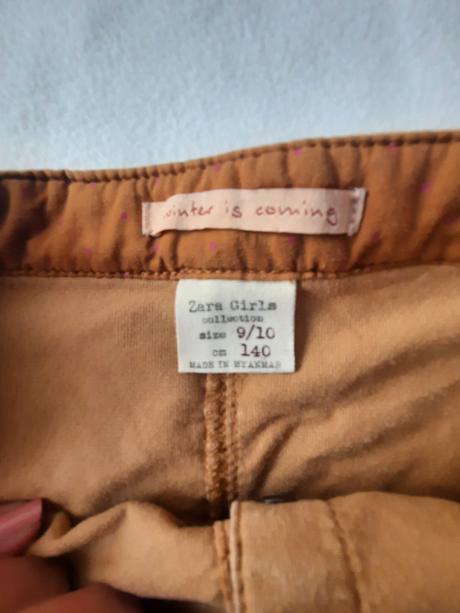 winter is coming
Zara Girls
collection
size 9/10
cm 140
MADE IN MYANMAR